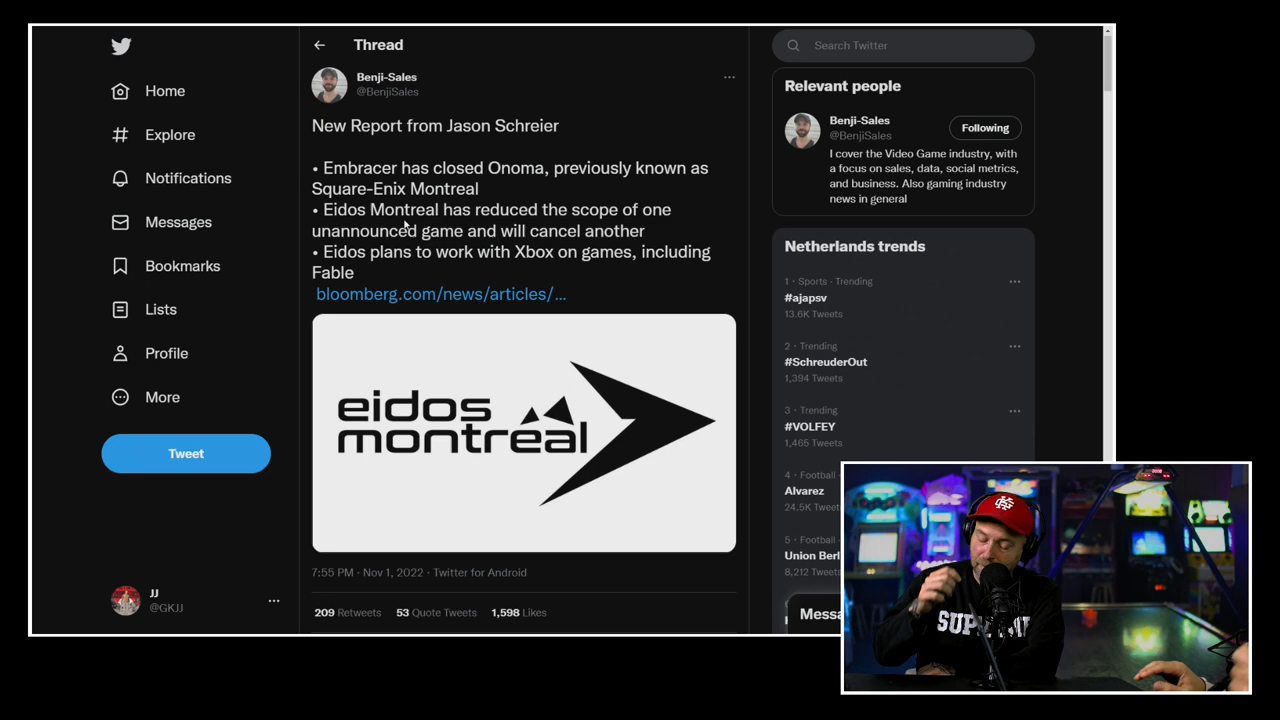 Thread
Search Twitter
Benji-Sales
@BenjiSales
Home
Explore
Notifications
Messages
Bookmarks
Lists
Profile
More
Tweet
JJ
@GKJJ
New Report from Jason Schreier
• Embracer has closed Onoma, previously known as
Square-Enix Montreal
• Eidos Montreal has reduced the scope of one
unannounced game and will cancel another
• Eidos plans to work with Xbox on games, including
Fable
bloomberg.com/news/articles/...
eidos
montréal
7:55 PM · Nov 1, 2022 · Twitter for Android
209 Retweets 53 Quote Tweets 1,598 Likes
Relevant people
Benji-Sales
@BenjiSales
Following
I cover the Video Game industry, with
a focus on sales, data, social metrics,
and business. Also gaming industry
news in general
Netherlands trends
1 · Sports · Trending
#ajapsv
13.6K Tweets
2 · Trending
#SchreuderOut
1,394 Tweets
3 · Trending
#VOLFEY
1,465 Tweets
4 · Football
Alvarez
24.5K Tweet
5 · Football
Union Berl
8,212 Tweets
Messa